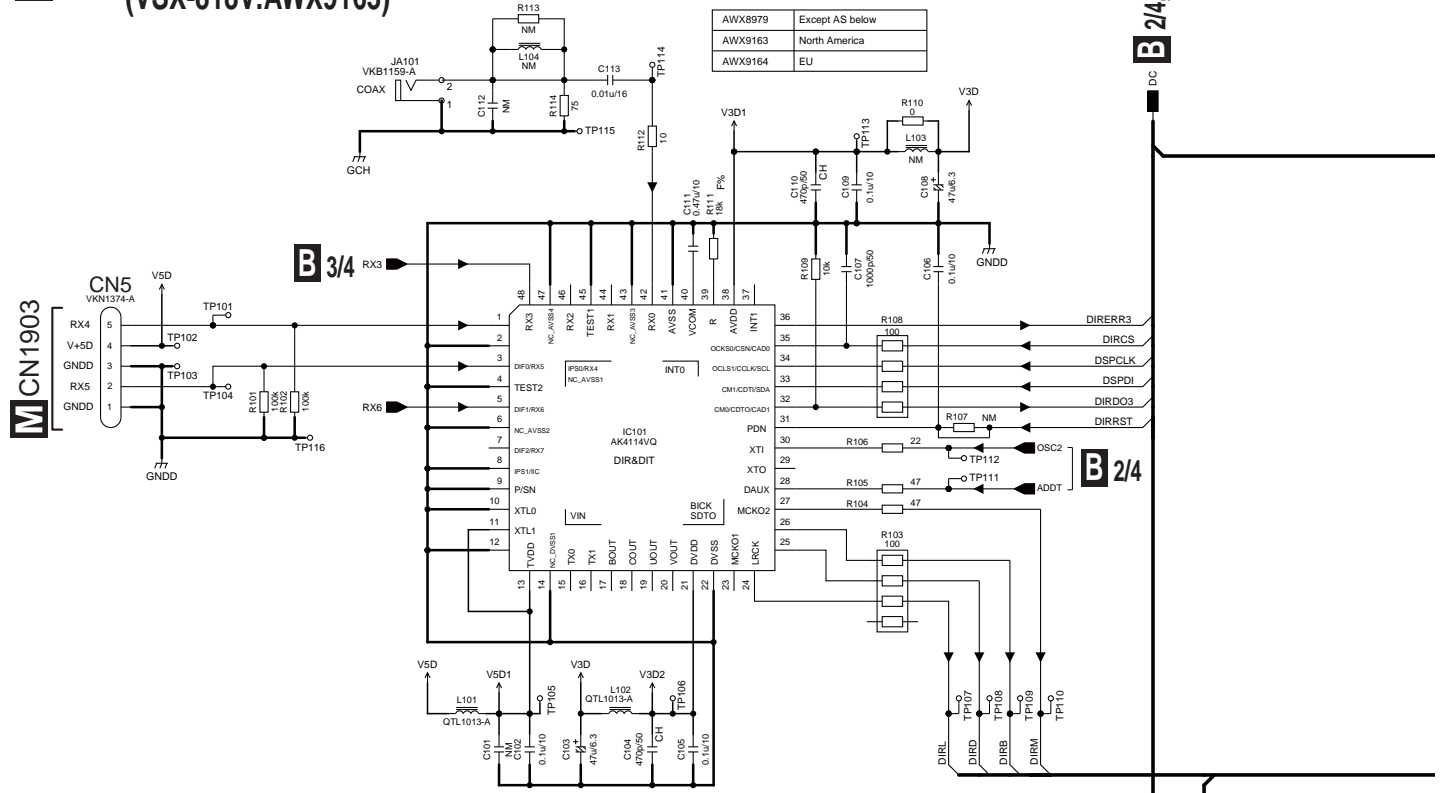 (VSX-818V:AWX9165)
AWX8979 Except AS below
AWX9163 North America
AWX9164 EU
B 2/4
DC
R113
NM
L104
NM
JA101
VKB1159-A
COAX
2
1
C113
0.01u/16
TP114
C112
NM
R114
75
TP115
GCH
R112
10
V3D1
TP113
R110
0
L103
NM
V3D
C110
470p/50
CH
C109
0.1u/10
C108
+
47u/6.3
C111
0.47u/10
R111
18k
F%
GNDD
R109
10k
C107
1000p/50
C106
0.1u/10
B 3/4
RX3
CN5
VKN1374-A
M CN1903
V5D
RX4 5
V+5D 4
GNDD 3
RX5 2
GNDD 1
TP101
TP102
TP103
TP104
R101
100k
R102
100k
TP116
GNDD
RX6
48 47 46 45 44 43 42 41 40 39 38 37
RX3
NC_AVSS4
RX2
TEST1
RX1
NC_AVSS3
RX0
AVSS
VCOM
R
AVDD
INT1
1
2
3 DIF0/RX5
4 TEST2
5 DIF1/RX6
6 NC_AVSS2
7 DIF2/RX7
8 IPS1/IIC
9 P/SN
10 XTL0
11 XTL1
12
IPS0/RX4
NC_AVSS1
INT0
IC101
AK4114VQ
DIR&DIT
VIN
BICK
SDTO
36
OCKS0/CSN/CAD0 35
OCLS1/CCLK/SCL 34
CM1/CDTI/SDA 33
CM0/CDTO/CAD1 32
PDN 31
XTI 30
XTO 29
DAUX 28
MCKO2 27
26
25
TVDD
NC_DVSS1
TX0
TX1
BOUT
COUT
UOUT
VOUT
DVDD
DVSS
MCKO1
LRCK
13 14 15 16 17 18 19 20 21 22 23 24
R108
100
DIRERR3
DIRCS
DSPCLK
DSPDI
DIRDO3
DIRRST
R107 NM
R106 22
OSC2
TP112
TP111
R105 47
ADDT
B 2/4
R104 47
R103
100
V5D
L101
QTL1013-A
V5D1
TP105
V3D
L102
QTL1013-A
V3D2
TP106
C101
NM
C102
0.1u/10
C103
+
47u/6.3
C104
470p/50
CH
C105
0.1u/10
TP107
TP108
TP109
TP110
DIRL
DIRD
DIRB
DIRM